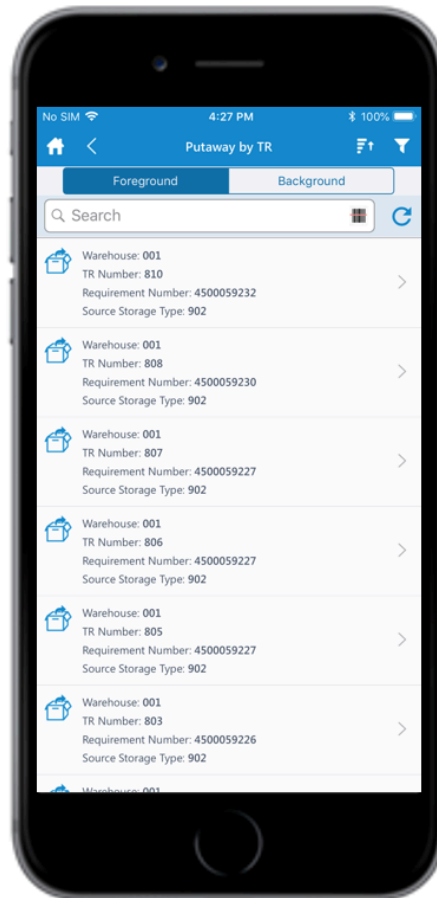 No SIM 4:27 PM 100%
Putaway by TR
Foreground Background
Search
Warehouse: 001
TR Number: 810
Requirement Number: 4500059232
Source Storage Type: 902
Warehouse: 001
TR Number: 808
Requirement Number: 4500059230
Source Storage Type: 902
Warehouse: 001
TR Number: 807
Requirement Number: 4500059227
Source Storage Type: 902
Warehouse: 001
TR Number: 806
Requirement Number: 4500059227
Source Storage Type: 902
Warehouse: 001
TR Number: 805
Requirement Number: 4500059227
Source Storage Type: 902
Warehouse: 001
TR Number: 803
Requirement Number: 4500059226
Source Storage Type: 902
Warehouse: 001